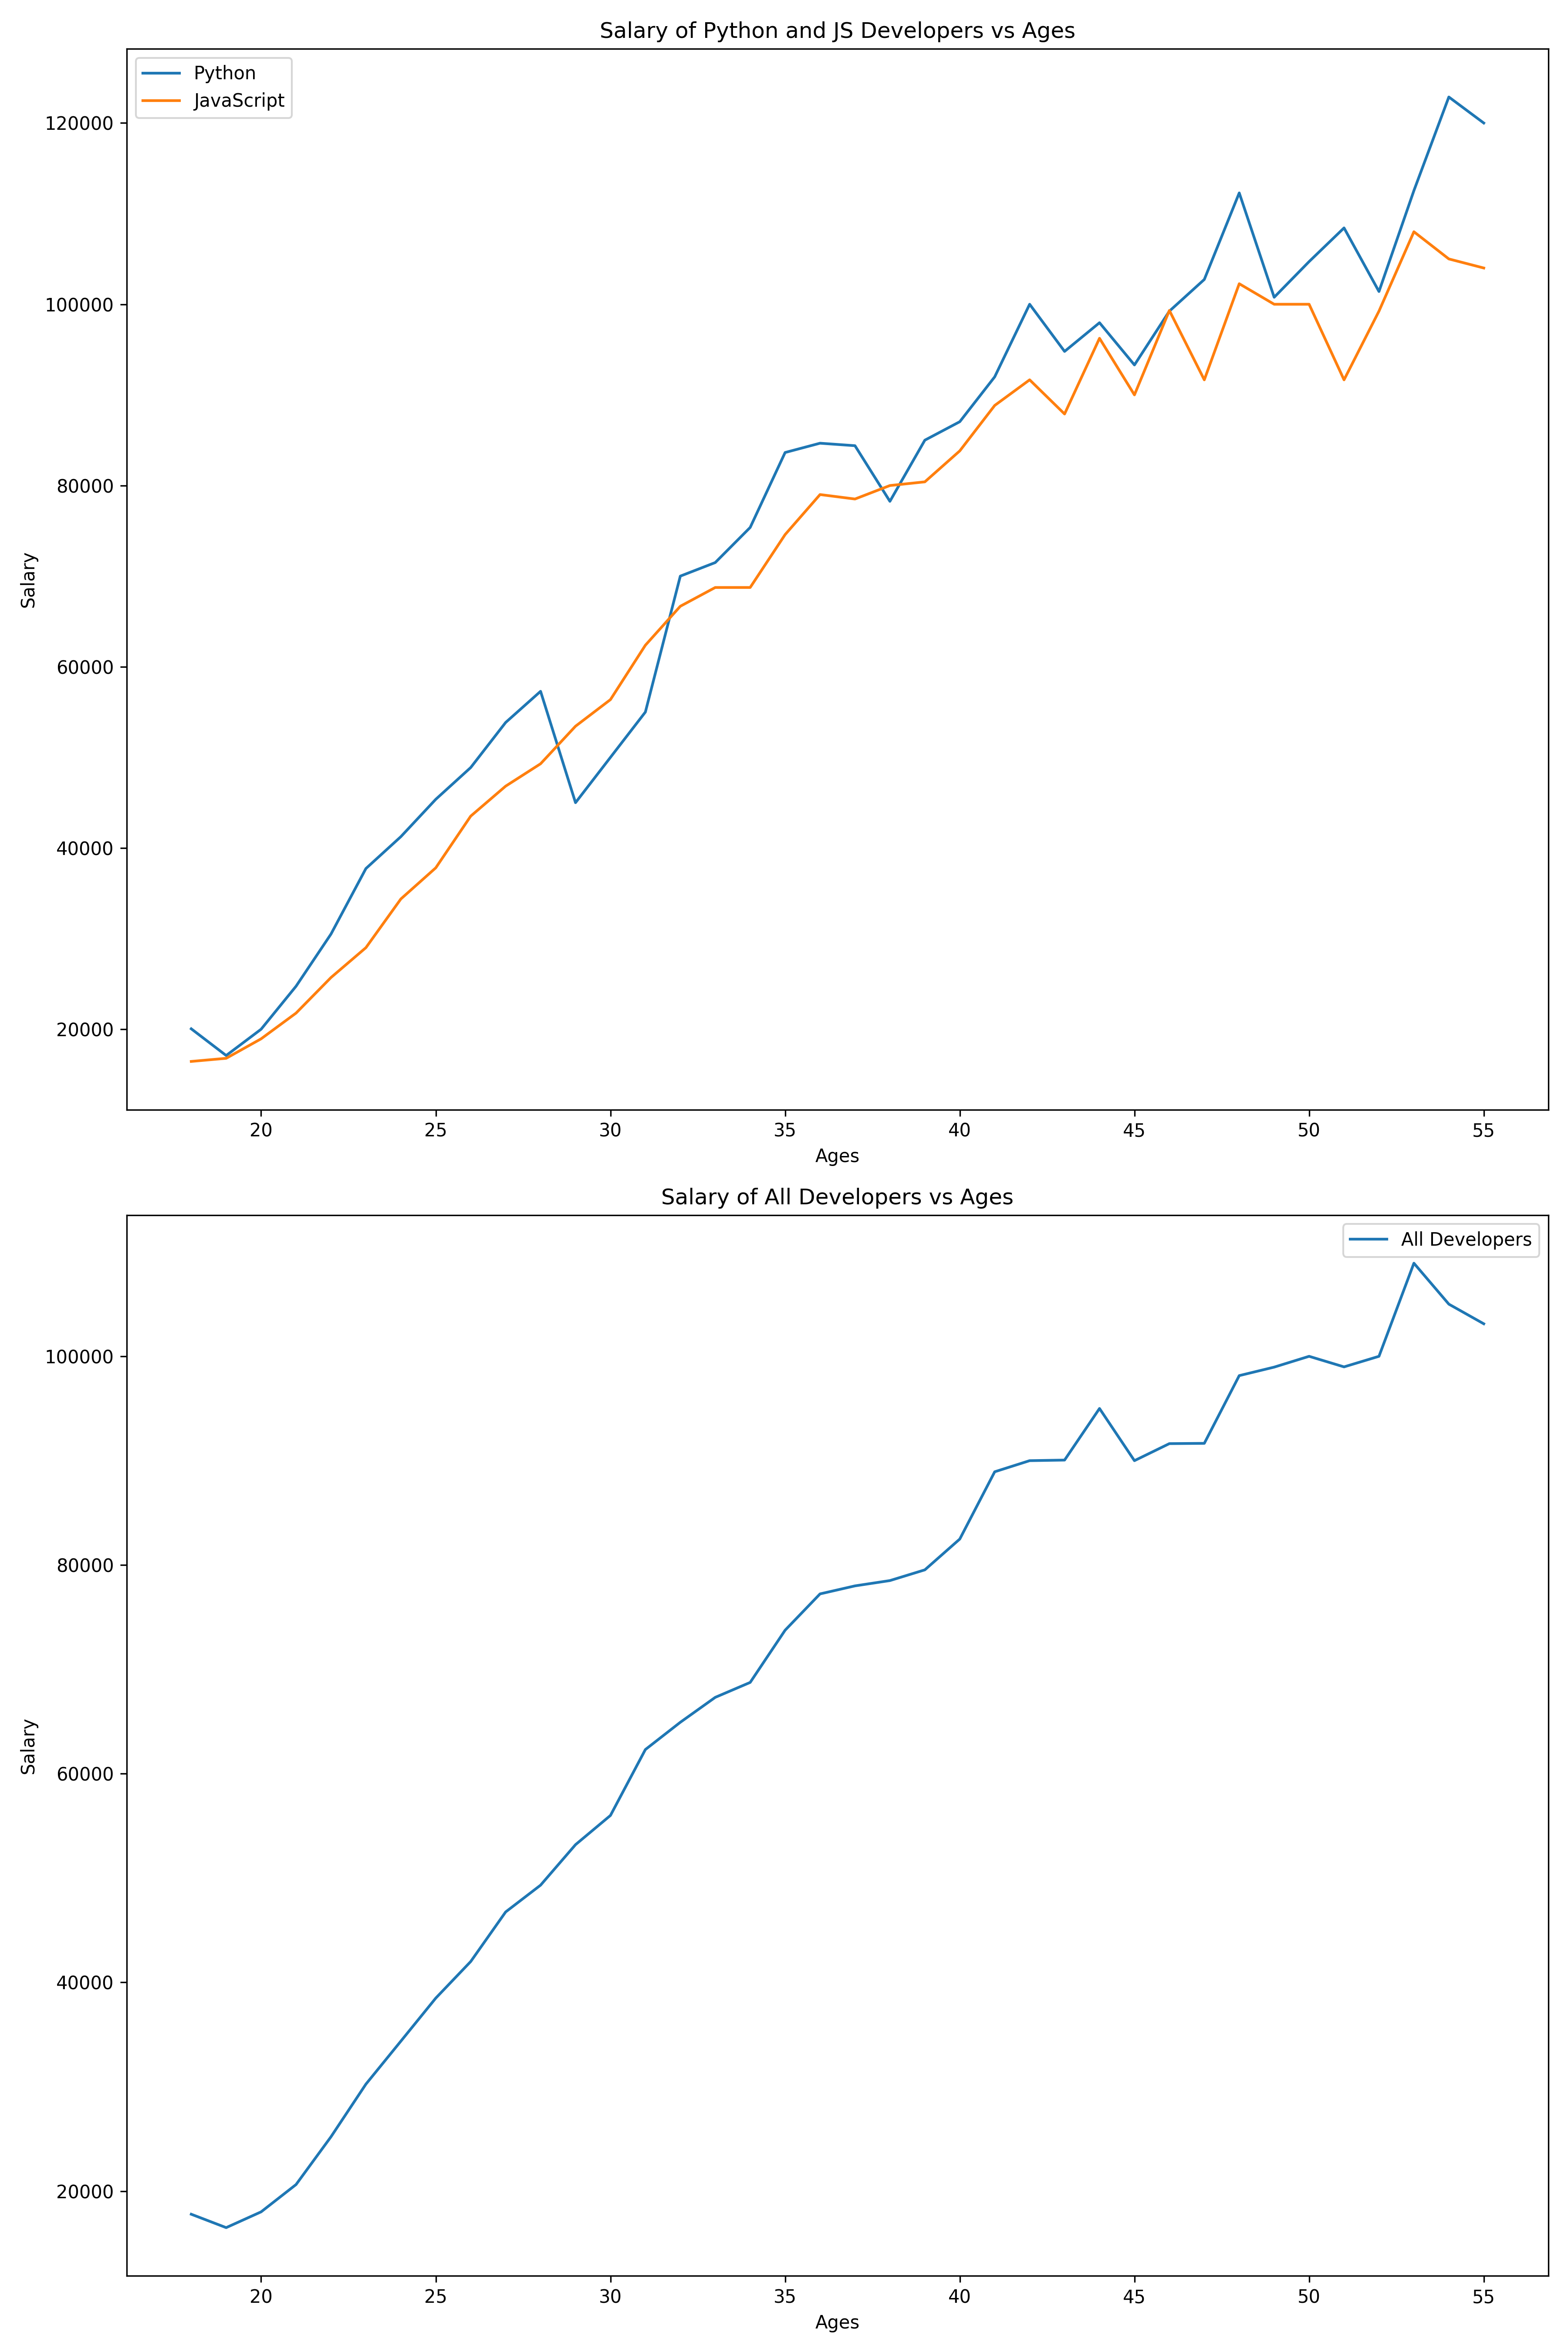 Salary of Python and JS Developers vs Ages
Python
JavaScript
120000
100000
80000
60000
40000
20000
Salary
20 25 30 35 40 45 50 55
Ages
Salary of All Developers vs Ages
All Developers
100000
80000
60000
40000
20000
Salary
20 25 30 35 40 45 50 55
Ages